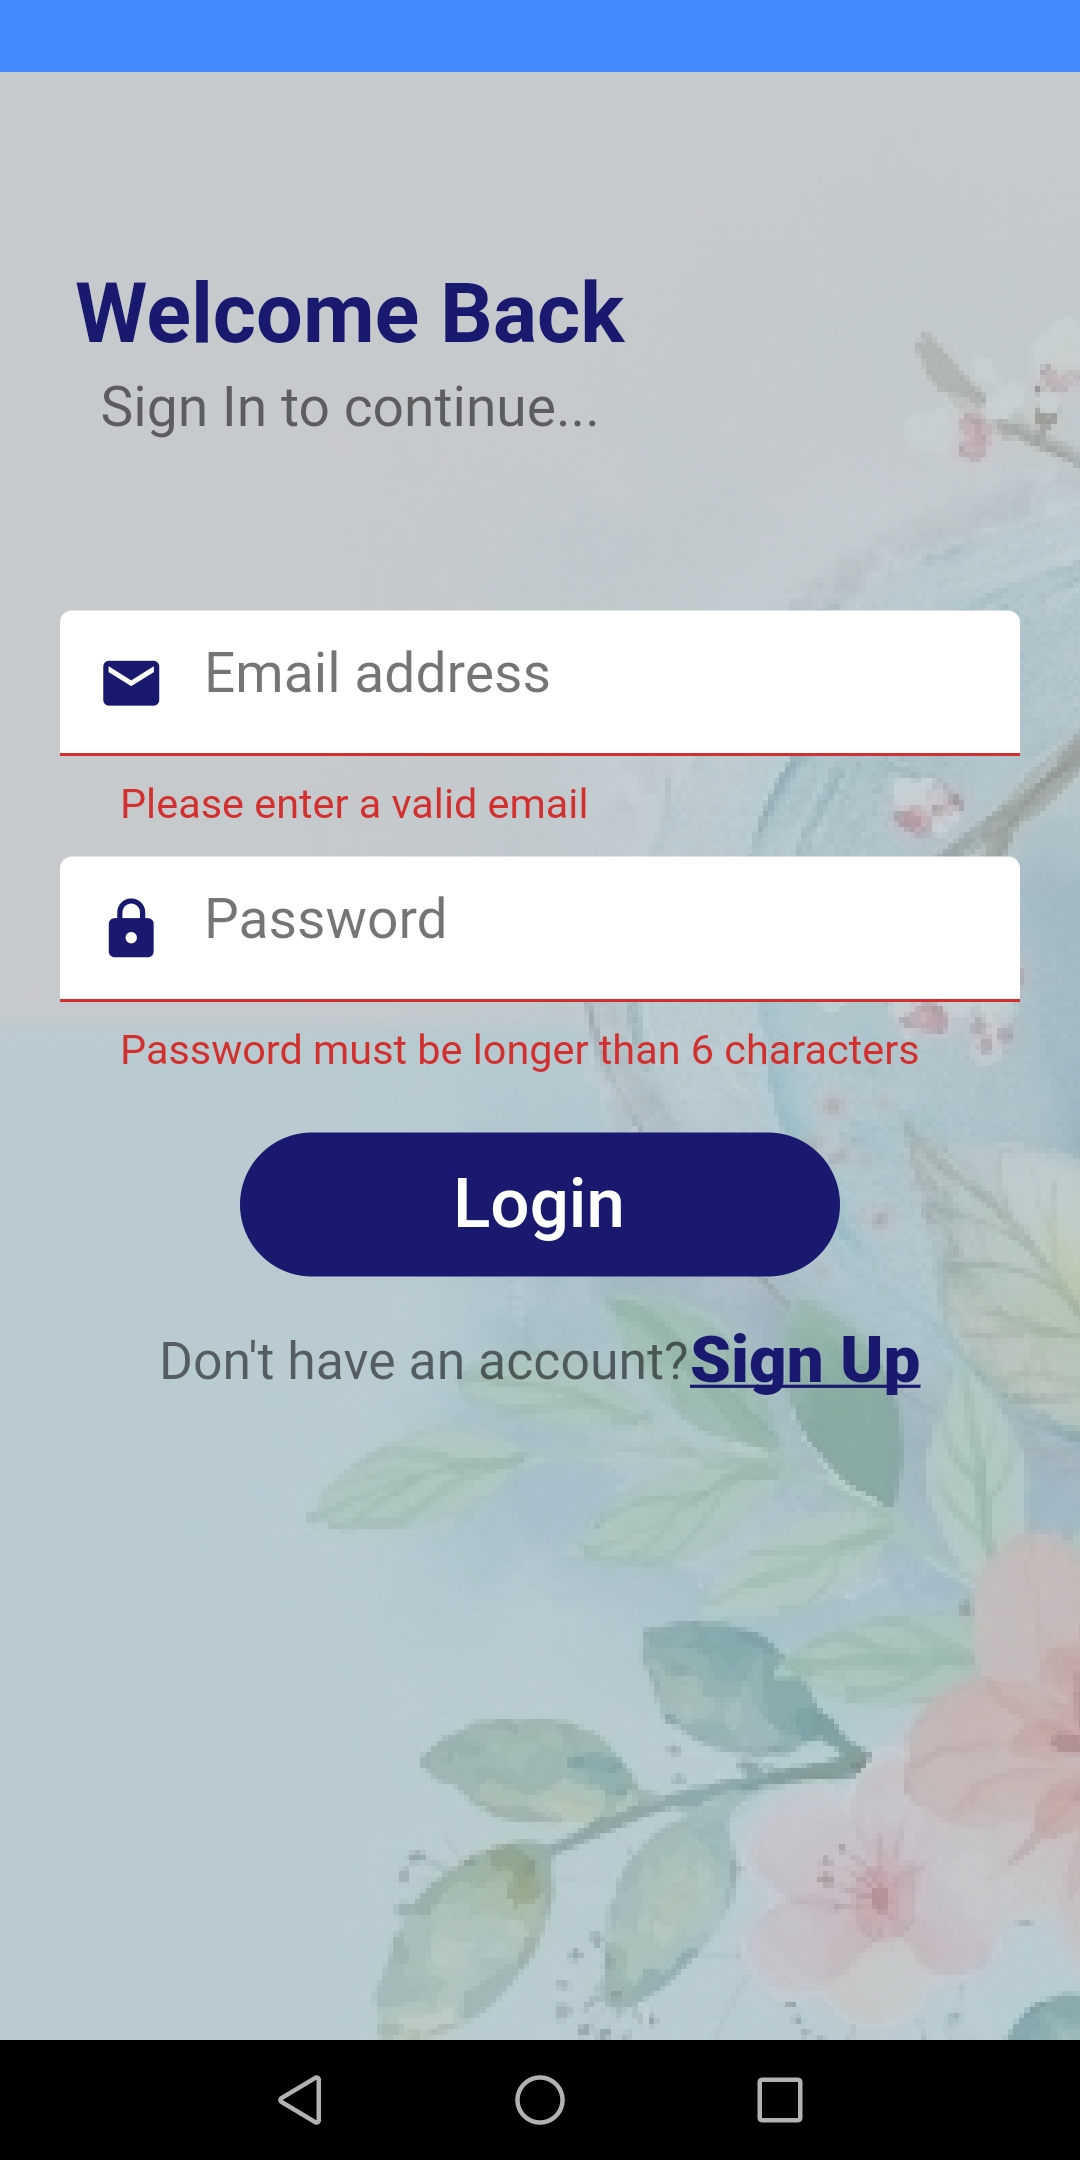 Welcome Back
Sign In to continue...
Email address
Please enter a valid email
Password
Password must be longer than 6 characters
Login
Don't have an account?Sign Up